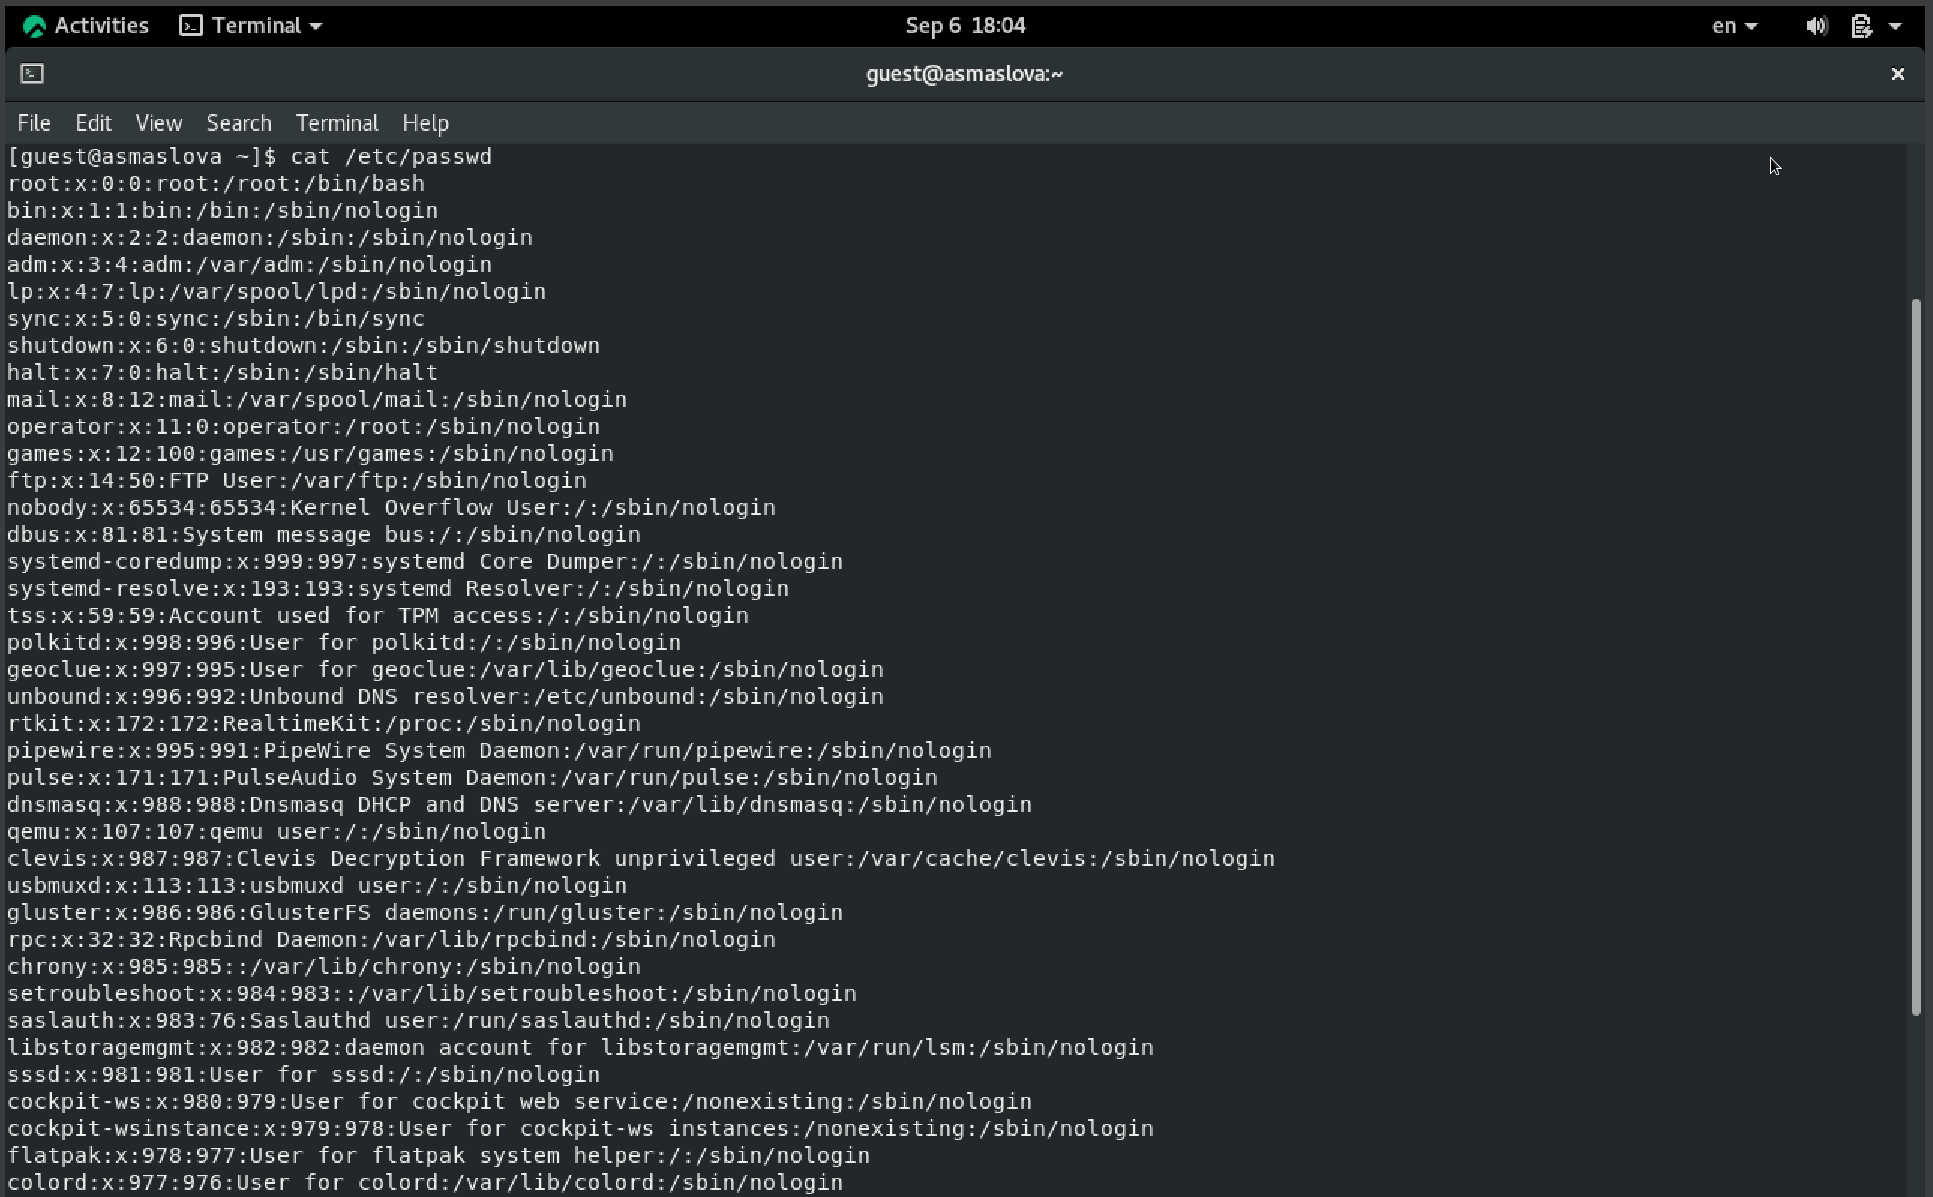 Activities Terminal Sep 6 18:04 en
guest@asmaslova:~
File Edit View Search Terminal Help
[guest@asmaslova ~]$ cat /etc/passwd
root:x:0:0:root:/root:/bin/bash
bin:x:1:1:bin:/bin:/sbin/nologin
daemon:x:2:2:daemon:/sbin:/sbin/nologin
adm:x:3:4:adm:/var/adm:/sbin/nologin
lp:x:4:7:lp:/var/spool/lpd:/sbin/nologin
sync:x:5:0:sync:/sbin:/bin/sync
shutdown:x:6:0:shutdown:/sbin:/sbin/shutdown
halt:x:7:0:halt:/sbin:/sbin/halt
mail:x:8:12:mail:/var/spool/mail:/sbin/nologin
operator:x:11:0:operator:/root:/sbin/nologin
games:x:12:100:games:/usr/games:/sbin/nologin
ftp:x:14:50:FTP User:/var/ftp:/sbin/nologin
nobody:x:65534:65534:Kernel Overflow User:/:/sbin/nologin
dbus:x:81:81:System message bus:/:/sbin/nologin
systemd-coredump:x:999:997:systemd Core Dumper:/:/sbin/nologin
systemd-resolve:x:193:193:systemd Resolver:/:/sbin/nologin
tss:x:59:59:Account used for TPM access:/:/sbin/nologin
polkitd:x:998:996:User for polkitd:/:/sbin/nologin
geoclue:x:997:995:User for geoclue:/var/lib/geoclue:/sbin/nologin
unbound:x:996:992:Unbound DNS resolver:/etc/unbound:/sbin/nologin
rtkit:x:172:172:RealtimeKit:/proc:/sbin/nologin
pipewire:x:995:991:PipeWire System Daemon:/var/run/pipewire:/sbin/nologin
pulse:x:171:171:PulseAudio System Daemon:/var/run/pulse:/sbin/nologin
dnsmasq:x:988:988:Dnsmasq DHCP and DNS server:/var/lib/dnsmasq:/sbin/nologin
qemu:x:107:107:qemu user:/:/sbin/nologin
clevis:x:987:987:Clevis Decryption Framework unprivileged user:/var/cache/clevis:/sbin/nologin
usbmuxd:x:113:113:usbmuxd user:/:/sbin/nologin
gluster:x:986:986:GlusterFS daemons:/run/gluster:/sbin/nologin
rpc:x:32:32:Rpcbind Daemon:/var/lib/rpcbind:/sbin/nologin
chrony:x:985:985::/var/lib/chrony:/sbin/nologin
setroubleshoot:x:984:983::/var/lib/setroubleshoot:/sbin/nologin
saslauth:x:983:76:Saslauthd user:/run/saslauthd:/sbin/nologin
libstoragemgmt:x:982:982:daemon account for libstoragemgmt:/var/run/lsm:/sbin/nologin
sssd:x:981:981:User for sssd:/:/sbin/nologin
cockpit-ws:x:980:979:User for cockpit web service:/nonexisting:/sbin/nologin
cockpit-wsinstance:x:979:978:User for cockpit-ws instances:/nonexisting:/sbin/nologin
flatpak:x:978:977:User for flatpak system helper:/:/sbin/nologin
colord:x:977:976:User for colord:/var/lib/colord:/sbin/nologin